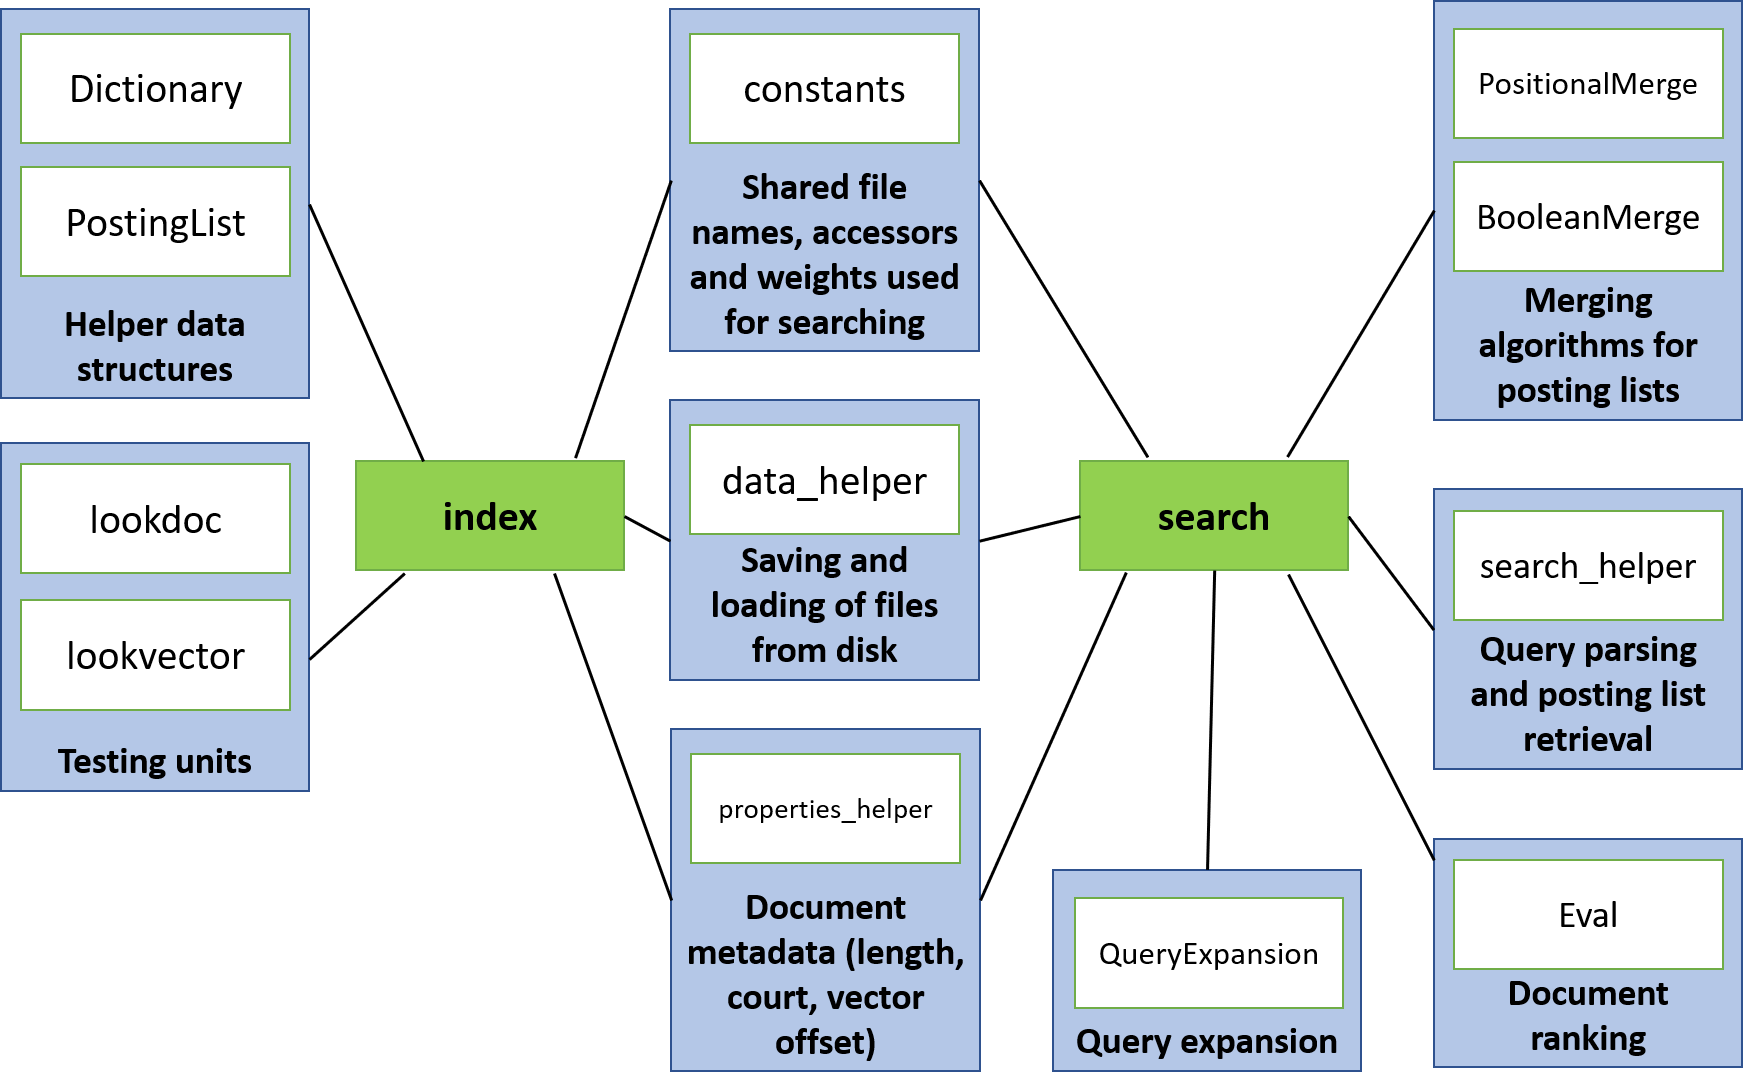 Dictionary
PostingList
Helper data
structures
lookdoc
lookvector
Testing units
index
constants
Shared file
names, accessors
and weights used
for searching
data_helper
Saving and
loading of files
from disk
properties_helper
Document
metadata (length,
court, vector
offset)
search
QueryExpansion
Query expansion
PositionalMerge
BooleanMerge
Merging
algorithms for
posting lists
search_helper
Query parsing
and posting list
retrieval
Eval
Document
ranking